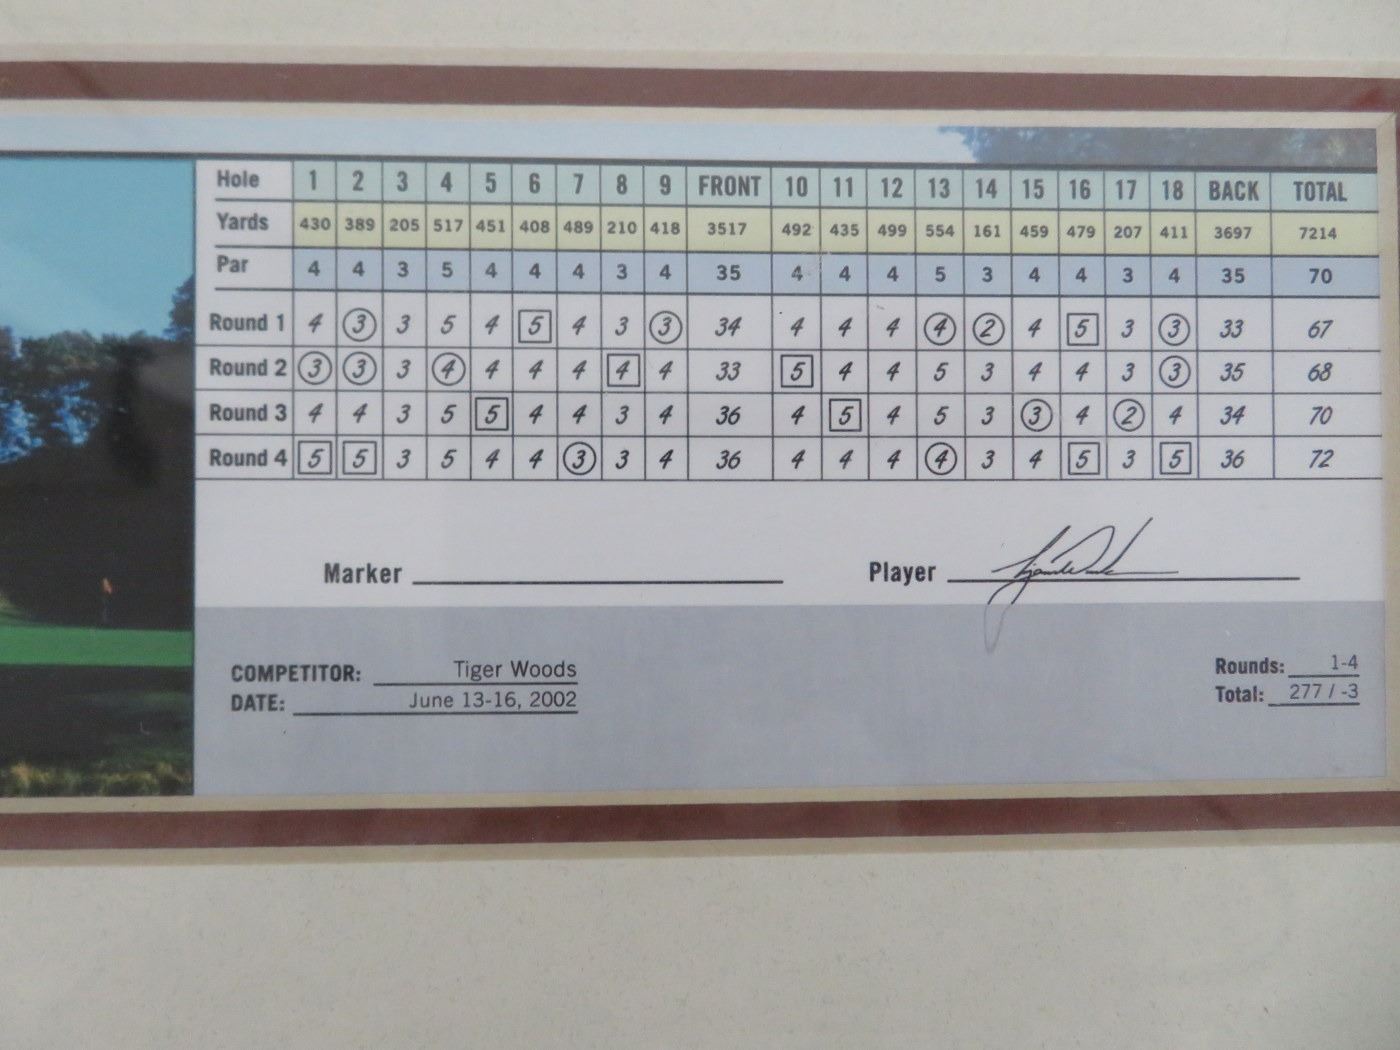 Hole 1 2 3 4 5 6 7 8 9 FRONT 10 11 12 13 14 15 16 17 18 BACK TOTAL
Yards 430 389 205 517 451 408 489 210 418 3517 492 435 499 554 161 459 479 207 411 3697 7214
Par 4 4 3 5 4 4 4 3 4 35 4 4 4 5 3 4 4 3 4 35 70
Round 1 4 3 3 5 4 5 4 3 3 34 4 4 4 4 2 4 5 3 3 33 67
Round 2 3 3 3 4 4 4 4 4 4 33 5 4 4 5 3 4 4 3 3 35 68
Round 3 4 4 3 5 5 4 4 3 4 36 4 5 4 5 3 3 4 2 4 34 70
Round 4 5 5 3 5 4 4 3 3 4 36 4 4 4 4 3 4 5 3 5 36 72
Marker Player Tiger Woods
COMPETITOR: Tiger Woods Rounds: 1-4
DATE: June 13-16, 2002 Total: 277 / -3